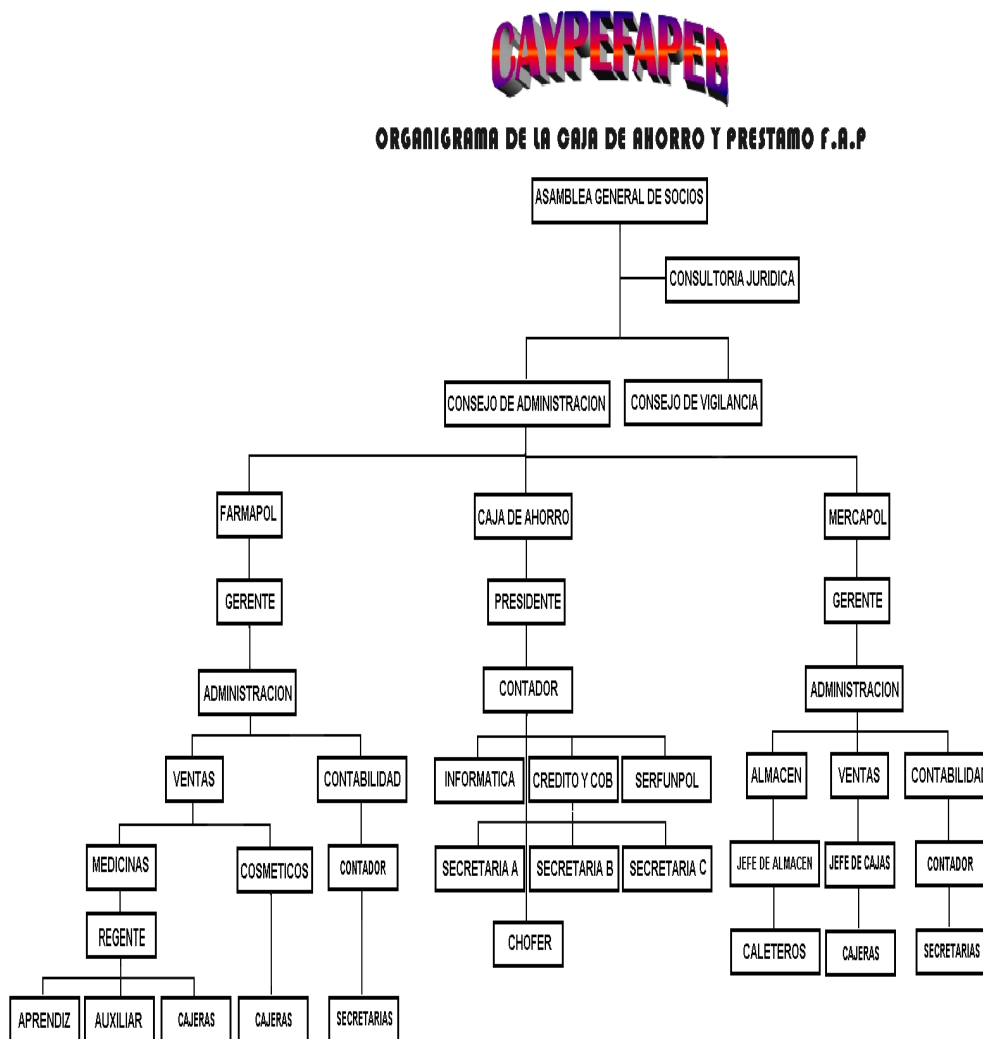 CAYPEFAPEB
ORGANIGRAMA DE LA CAJA DE AHORRO Y PRESTAMO F.A.P
ASAMBLEA GENERAL DE SOCIOS
CONSULTORIA JURIDICA
CONSEJO DE ADMINISTRACION
CONSEJO DE VIGILANCIA
FARMAPOL
CAJA DE AHORRO
MERCAPOL
GERENTE
PRESIDENTE
GERENTE
ADMINISTRACION
CONTADOR
ADMINISTRACION
VENTAS
CONTABILIDAD
INFORMATICA
CREDITO Y COB
SERFUNPOL
ALMACEN
VENTAS
CONTABILIDAD
MEDICINAS
COSMETICOS
CONTADOR
SECRETARIA A
SECRETARIA B
SECRETARIA C
JEFE DE ALMACEN
JEFE DE CAJAS
CONTADOR
REGENTE
CHOFER
CALETEROS
CAJERAS
SECRETARIAS
APRENDIZ
AUXILIAR
CAJERAS
CAJERAS
SECRETARIAS